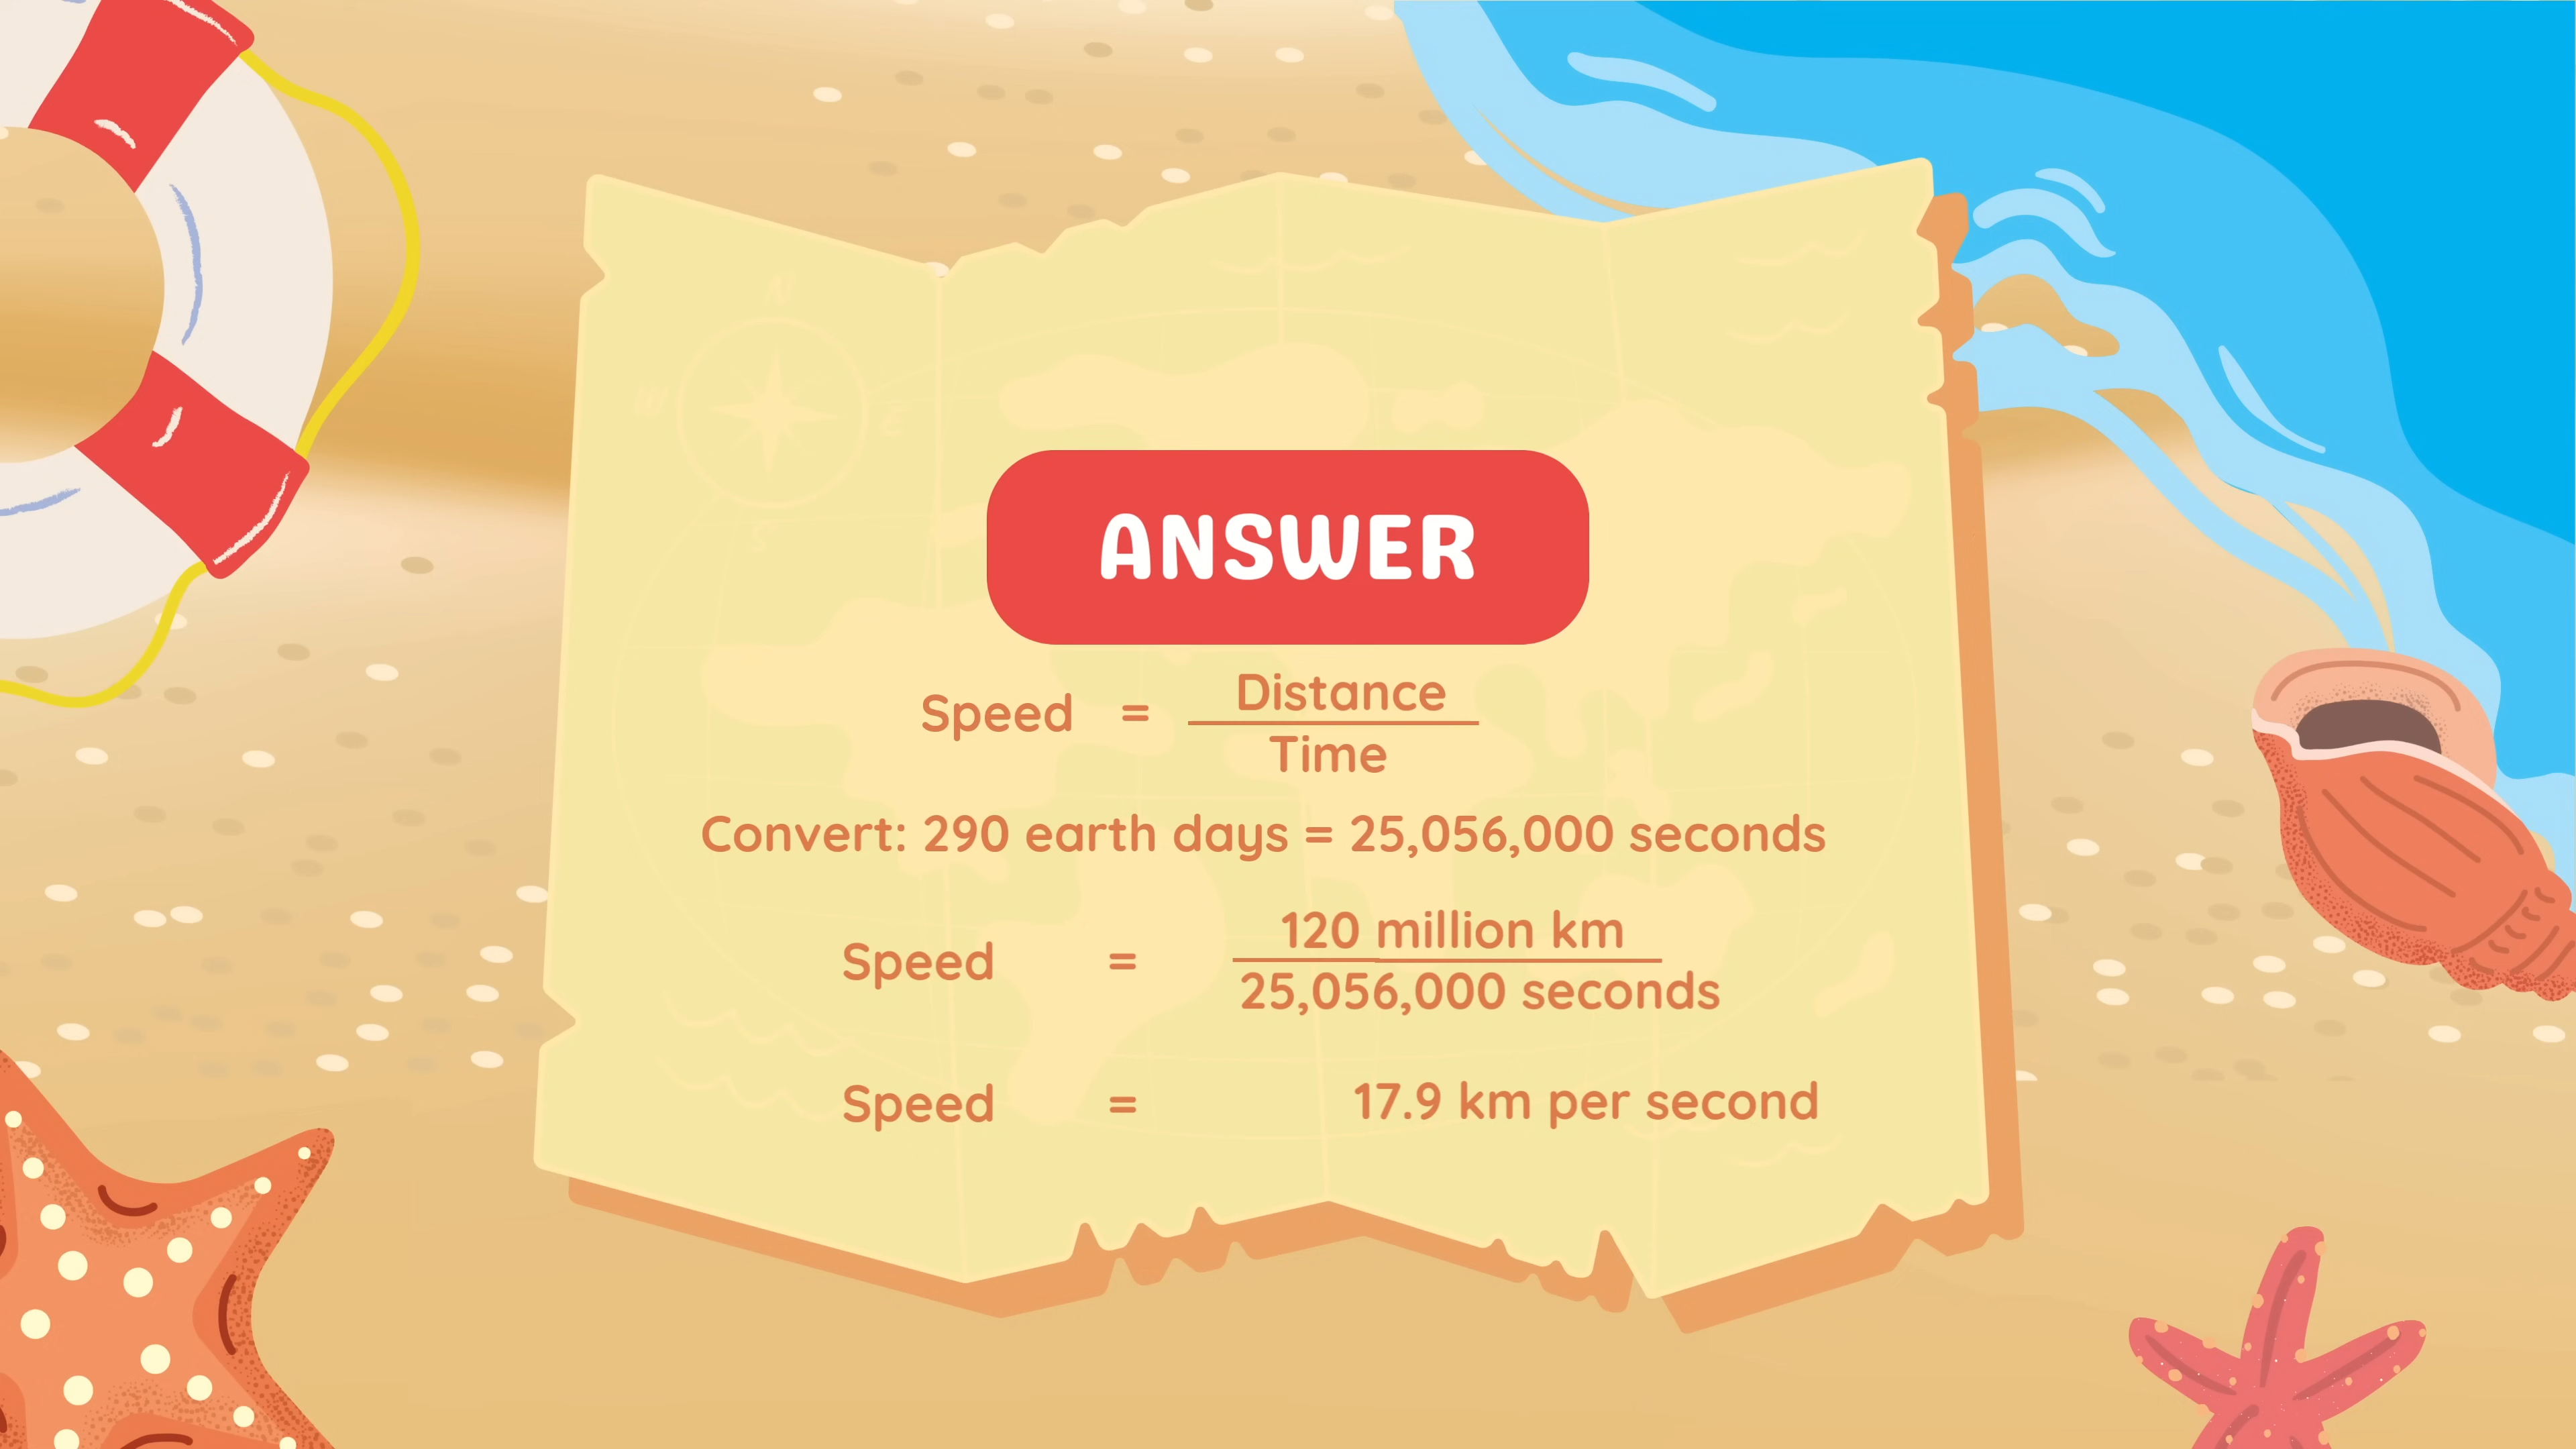 N
W
E
S
ANSWER
Speed = Distance
Time
Convert: 290 earth days = 25,056,000 seconds
Speed = 120 million km
25,056,000 seconds
Speed = 17.9 km per second